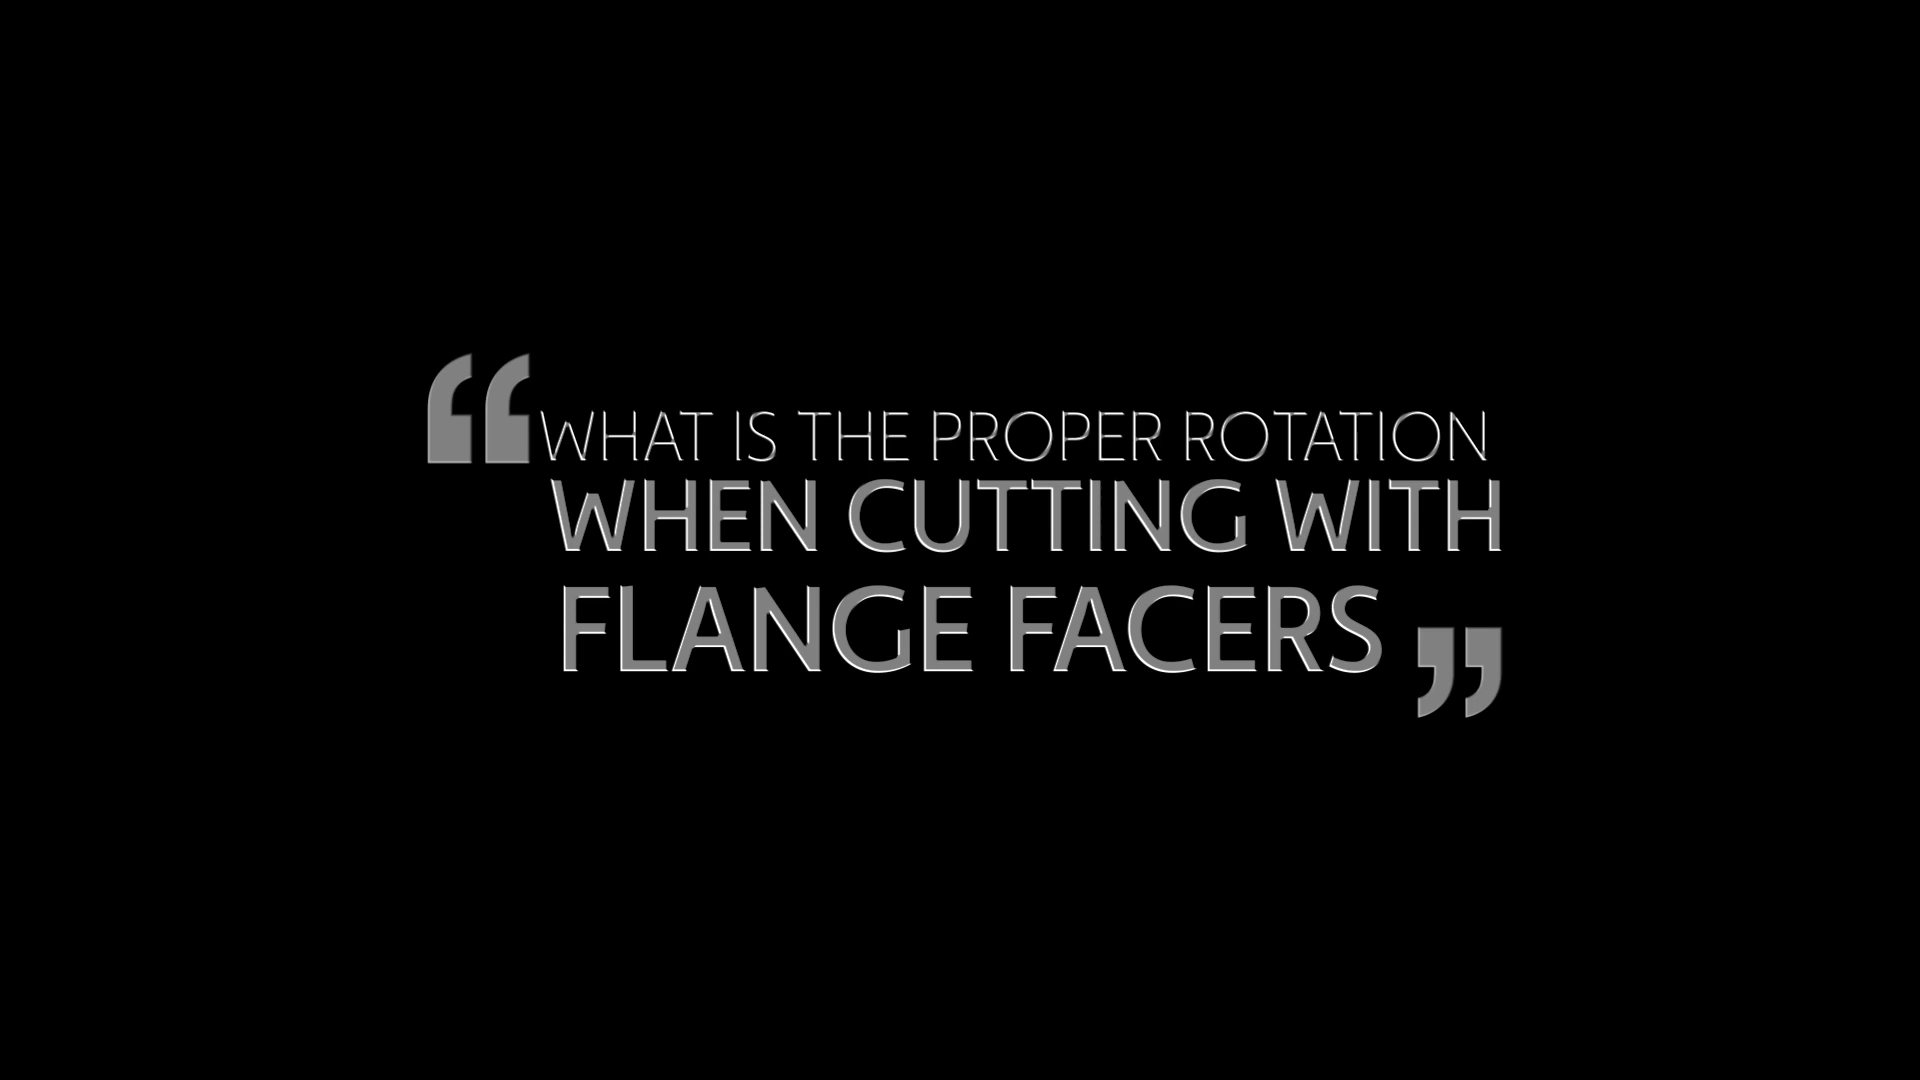 “WHAT IS THE PROPER ROTATION
WHEN CUTTING WITH
FLANGE FACERS”